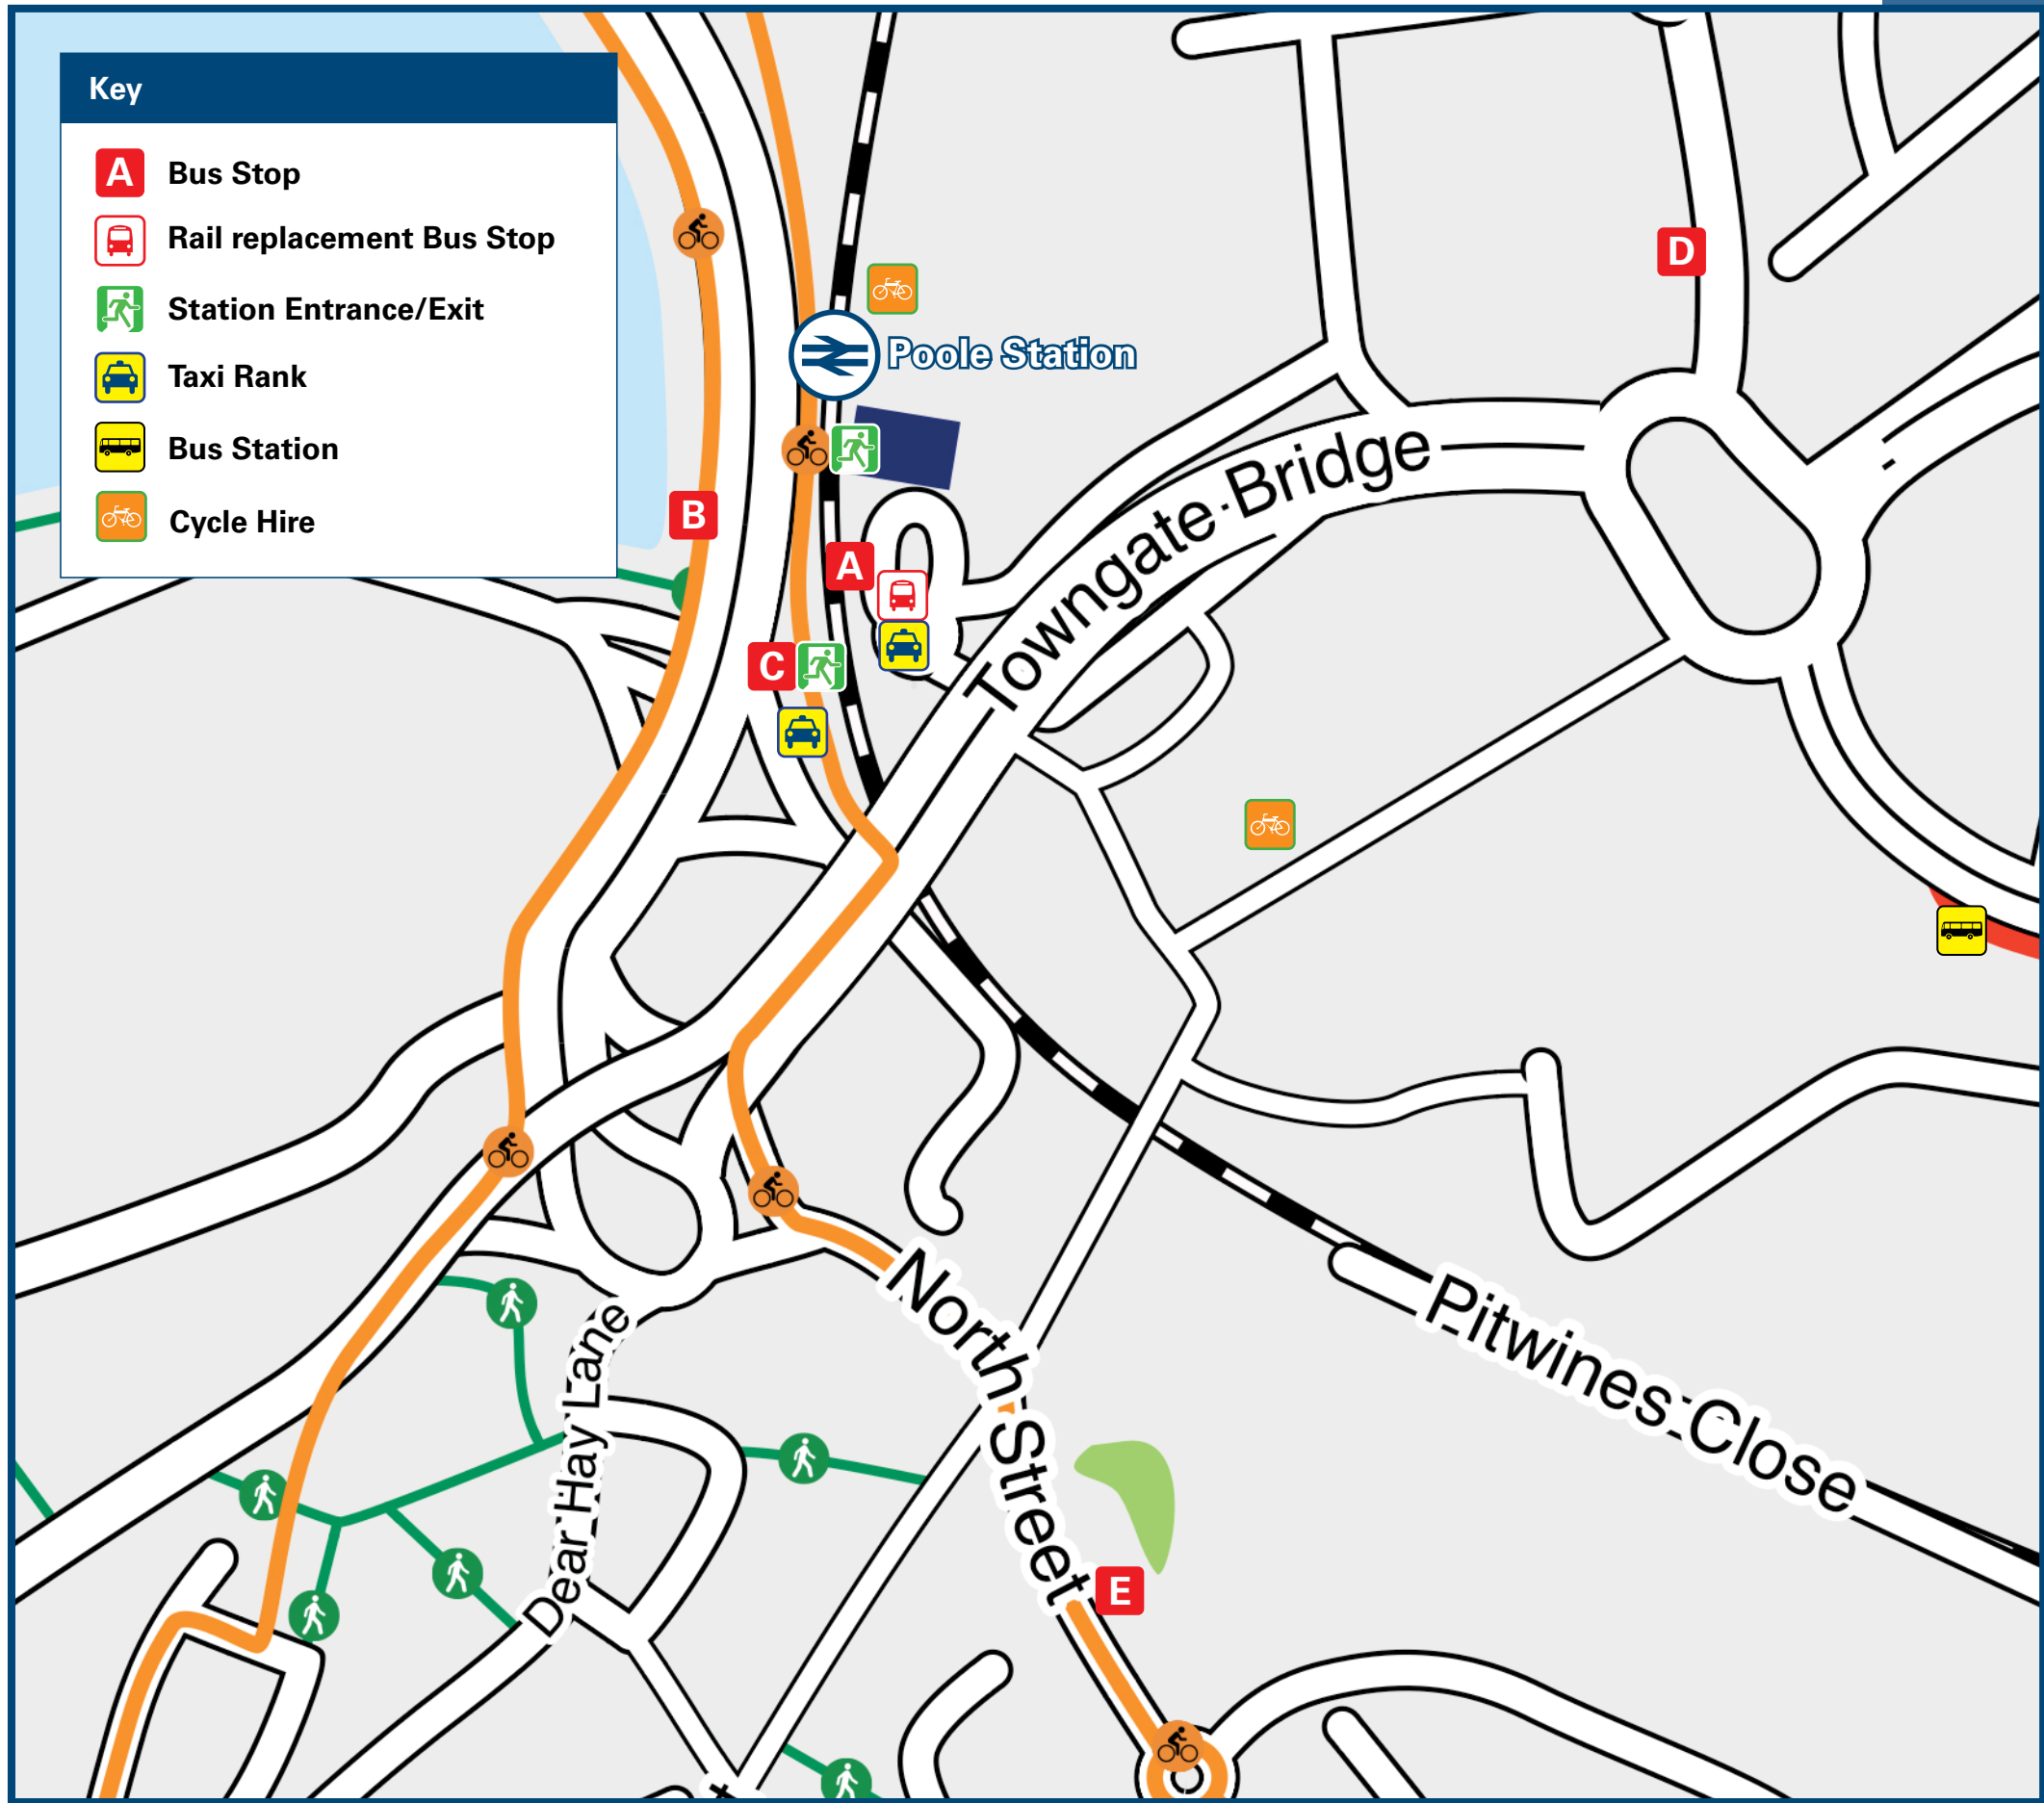 Key
A Bus Stop
Rail replacement Bus Stop
Station Entrance/Exit
Taxi Rank
Bus Station
Cycle Hire
D
Poole Station
Towngate Bridge
B
A
C
North Street
Pitwines Close
Dear Hay Lane
E